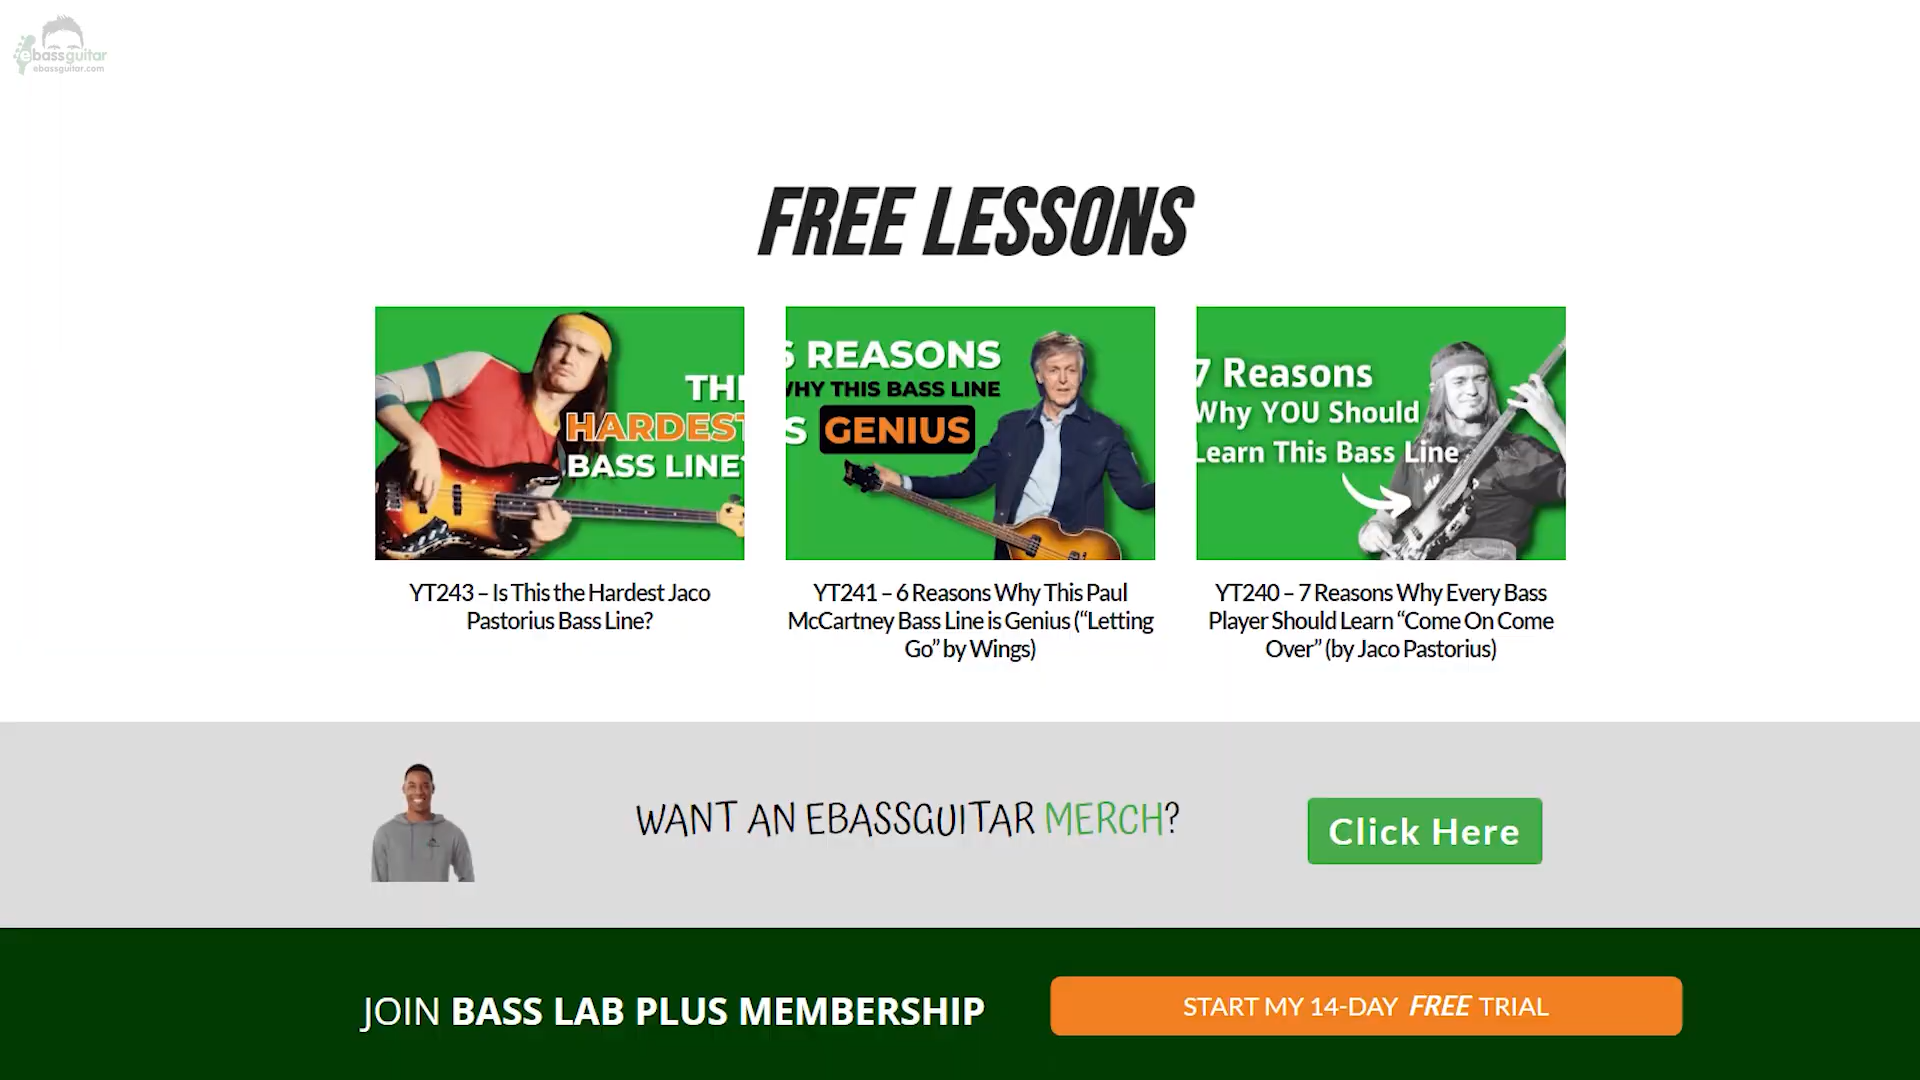 ebassguitar
ebassguitar.com
FREE LESSONS
THE
HARDEST
BASS LINE?
6 REASONS
WHY THIS BASS LINE
IS GENIUS
7 Reasons
Why YOU Should
Learn This Bass Line
YT243 – Is This the Hardest Jaco
Pastorius Bass Line?
YT241 – 6 Reasons Why This Paul
McCartney Bass Line is Genius (“Letting
Go” by Wings)
YT240 – 7 Reasons Why Every Bass
Player Should Learn “Come On Come
Over” (by Jaco Pastorius)
WANT AN EBASSGUITAR MERCH?
Click Here
JOIN BASS LAB PLUS MEMBERSHIP
START MY 14-DAY FREE TRIAL